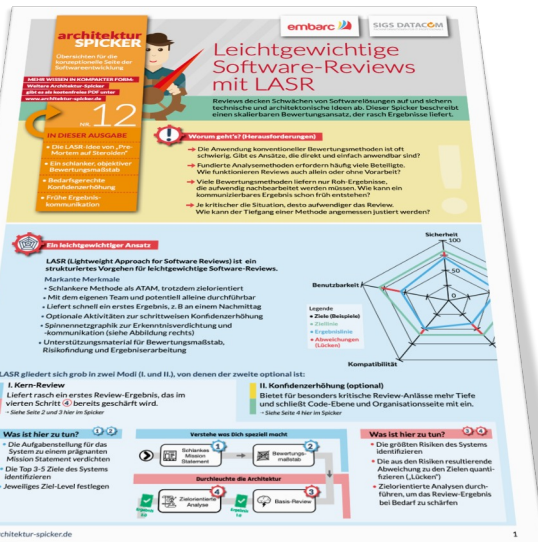 architektur
SPICKER
Übersichten für die
konzeptionelle Seite der
Softwareentwicklung
MEHR WISSEN IN KOMPAKTER FORM:
Weitere Architektur-Spicker
gibt es als kostenfreies PDF unter
www.architektur-spicker.de
NR. 12
IN DIESER AUSGABE
• Die LASR-Idee von „Pre-
Mortem auf Steroiden“
• Ein schlanker, objektiver
Bewertungsmaßstab
• Bedarfsgerechte
Konfidenzerhöhung
• Frühe Ergebnis-
kommunikation
embarc
SIGS DATACOM
Leichtgewichtige
Software-Reviews
mit LASR
Reviews decken Schwächen von Softwarelösungen auf und sichern
technische und architektonische Ideen ab. Dieser Spicker beschreibt
einen skalierbaren Bewertungsansatz, der rasch Ergebnisse liefert.
Worum geht's? (Herausforderungen)
→ Die Anwendung konventioneller Bewertungsmethoden ist oft
schwierig. Gibt es Ansätze, die direkt und einfach anwendbar sind?
→ Fundierte Analysemethoden erfordern häufig viele Beteiligte.
Wie funktionieren Reviews auch allein oder ohne Vorarbeit?
→ Viele Bewertungsmethoden liefern nur Roh-Ergebnisse,
die aufwendig nachbearbeitet werden müssen. Wie kann ein
kommunizierbares Ergebnis schon früh entstehen?
→ Je kritischer die Situation, desto aufwendiger das Review.
Wie kann der Tiefgang einer Methode angemessen justiert werden?
Ein leichtgewichtiger Ansatz
LASR (Lightweight Approach for Software Reviews) ist ein
strukturiertes Vorgehen für leichtgewichtige Software-Reviews.
Markante Merkmale
• Schlankere Methode als ATAM, trotzdem zielorientiert
• Mit dem eigenen Team und potentiell alleine durchführbar
• Liefert schnell ein erstes Ergebnis, z.B an einem Nachmittag
• Optionale Aktivitäten zur schrittweisen Konfidenzerhöhung
• Spinnennetzgraphik zur Erkenntnisverdichtung und
-kommunikation (siehe Abbildung rechts)
• Unterstützungsmaterial für Bewertungsmaßstab,
Risikofindung und Ergebniserarbeitung
Sicherheit
100
50
0
Benutzbarkeit
Kompatibilität
Legende
• Ziele (Beispiele)
• Ziellinie
• Ergebnislinie
• Abweichungen
(Lücken)
LASR gliedert sich grob in zwei Modi (I. und II.), von denen der zweite optional ist:
I. Kern-Review
Liefert rasch ein erstes Review-Ergebnis, das im
vierten Schritt 4 bereits geschärft wird.
→ Siehe Seite 2 und 3 hier im Spicker
II. Konfidenzerhöhung (optional)
Bietet für besonders kritische Review-Anlässe mehr Tiefe
und schließt Code-Ebene und Organisationsseite mit ein.
→ Siehe Seite 4 hier im Spicker
Was ist hier zu tun? 1 2
• Die Aufgabenstellung für das
System zu einem prägnanten
Mission Statement verdichten
• Die Top 3-5 Ziele des Systems
identifizieren
• Jeweiliges Ziel-Level festlegen
Verstehe was Dich speziell macht
1
Schlankes
Mission
Statement
2
Bewertungs-
maßstab
Durchleuchte die Architektur
4
Zielorientierte
Analyse
3
Basis-Review
Was ist hier zu tun? 3 4
• Die größten Risiken des Systems
identifizieren
• Die aus den Risiken resultierende
Abweichung zu den Zielen quanti-
fizieren („Lücken“)
• Zielorientierte Analysen durch-
führen, um das Review-Ergebnis
bei Bedarf zu schärfen
rchitektur-spicker.de
1